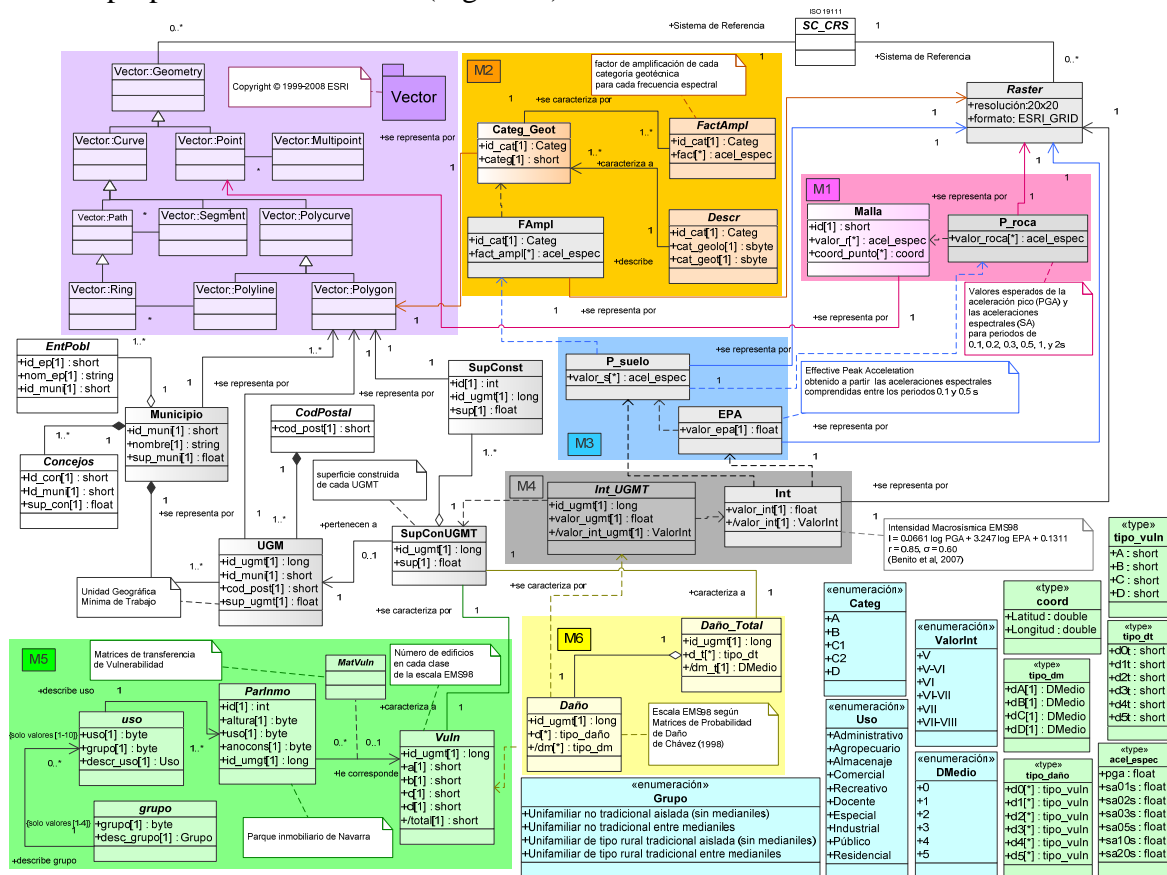 ISO 19111
SC_CRS
+Sistema de Referencia
+Sistema de Referencia
0..*
1
1
0..*
Vector::Geometry
Copyright © 1999-2008 ESRI
Vector
Vector::Curve
Vector::Point
Vector::Multipoint
*
Vector::Path
*
Vector::Segment
Vector::Polycurve
Vector::Ring
*
Vector::Polyline
Vector::Polygon
+se representa por
1
M2
factor de amplificación de cada
categoría geotécnica
para cada frecuencia espectral
+se caracteriza por
1
1..*
Categ_Geot
+id_cat[1] : Categ
+categ[1] : short
FactAmpl
+id_cat[1] : Categ
+fact[*] : acel_espec
1..*
+caracteriza a
FAmpl
+id_cat[1] : Categ
+fact_ampl[*] : acel_espec
Descr
+id_cat[1] : Categ
+cat_geolo[1] : sbyte
+cat_geot[1] : sbyte
1
+describe
Raster
+resolución:20x20
+formato: ESRI_GRID
M1
+se representa por
Malla
+id[1] : short
+valor_r[*] : acel_espec
+coord_punto[*] : coord
P_roca
+valor_roca[*] : acel_espec
+se representa por
Valores esperados de la
aceleración pico (PGA) y
las aceleraciones
espectrales (SA)
para periodos de
0.1, 0.2, 0.3, 0.5, 1, y 2s
EntPobl
+id_ep[1] : short
+nom_ep[1] : string
+id_muni[1] : short
1..*
1
Municipio
+id_muni[1] : short
+nombre[1] : string
+sup_muni[1] : float
1..*
Concejos
+Id_con[1] : short
+Id_muni[1] : short
+sup_con[1] : float
+se representa por
+se representa por
+se representa por
CodPostal
+cod_post[1] : short
SupConst
+id[1] : int
+id_ugmt[1] : long
+sup[1] : float
superficie construida
de cada UGMT
1..*
+pertenecen a
0..1
SupConUGMT
+id_ugmt[1] : long
+sup[1] : float
UGM
+id_ugmt[1] : long
+id_muni[1] : short
+cod_post[1] : short
+sup_ugmt[1] : float
1..*
Unidad Geográfica
Mínima de Trabajo
M3
P_suelo
+valor_s[*] : acel_espec
EPA
+valor_epa[1] : float
+se representa por
+se representa por
Effective Peak Acceleration
obtenido a partir las aceleraciones espectrales
comprendidas entre los periodos 0.1 y 0.5 s
M4
Int_UGMT
+id_ugmt[1] : long
+valor_ugmt[1] : float
+/valor_int_ugmt[1] : ValorInt
Int
+valor_int[1] : float
+/valor_int[1] : ValorInt
+se representa por
Intensidad Macrosísmica EMS98
I = 0.0661 log PGA + 3.247 log EPA + 0.1311
r = 0.85, σ = 0.60
(Benito et al, 2007)
+se caracteriza por
+se caracteriza por
+caracteriza a
M5
Matrices de transferencia
de Vulnerabilidad
MatVuln
Número de edificios
en cada clase
de la escala EMS98
+describe uso
uso
+uso[1] : byte
+grupo[1] : byte
+descr_uso[1] : Uso
{solo valores [1-10]}
0..*
1..*
ParInmo
+id[1] : int
+altura[1] : byte
+uso[1] : byte
+anocons[1] : byte
+id_umgt[1] : long
+caracteriza a
0..*
0..1
+le corresponde
Vuln
+id_ugmt[1] : long
+a[1] : short
+b[1] : short
+c[1] : short
+d[1] : short
+/total[1] : short
{solo valores [1-4]}
grupo
+grupo[1] : byte
+desc_grupo[1] : Grupo
+describe grupo
Parque inmobiliario de Navarra
M6
Daño_Total
+id_ugmt[1] : long
+d_t[*] : tipo_dt
+/dm_t[1] : DMedio
Daño
+id_ugmt[1] : long
+d[*] : tipo_daño
+/dm[*] : tipo_dm
Escala EMS98 según
Matrices de Probabilidad
de Daño
de Chávez (1998)
«enumeración»
Grupo
+Unifamiliar no tradicional aislada (sin medianiles)
+Unifamiliar no tradicional entre medianiles
+Unifamiliar de tipo rural tradicional aislada (sin medianiles)
+Unifamiliar de tipo rural tradicional entre medianiles
«enumeración»
Categ
+A
+B
+C1
+C2
+D
«enumeración»
Uso
+Administrativo
+Agropecuario
+Almacenaje
+Comercial
+Recreativo
+Docente
+Especial
+Industrial
+Público
+Residencial
«enumeración»
ValorInt
+V
+V-VI
+VI
+VI-VII
+VII
+VII-VIII
«enumeración»
DMedio
+0
+1
+2
+3
+4
+5
«type»
coord
+Latitud : double
+Longitud : double
«type»
tipo_dm
+dA[1] : DMedio
+dB[1] : DMedio
+dC[1] : DMedio
+dD[1] : DMedio
«type»
tipo_daño
+d0[*] : tipo_vuln
+d1[*] : tipo_vuln
+d2[*] : tipo_vuln
+d3[*] : tipo_vuln
+d4[*] : tipo_vuln
+d5[*] : tipo_vuln
«type»
tipo_vuln
+A : short
+B : short
+C : short
+D : short
«type»
tipo_dt
+d0t : short
+d1t : short
+d2t : short
+d3t : short
+d4t : short
+d5t : short
«type»
acel_espec
+pga : float
+sa01s : float
+sa02s : float
+sa03s : float
+sa05s : float
+sa10s : float
+sa20s : float